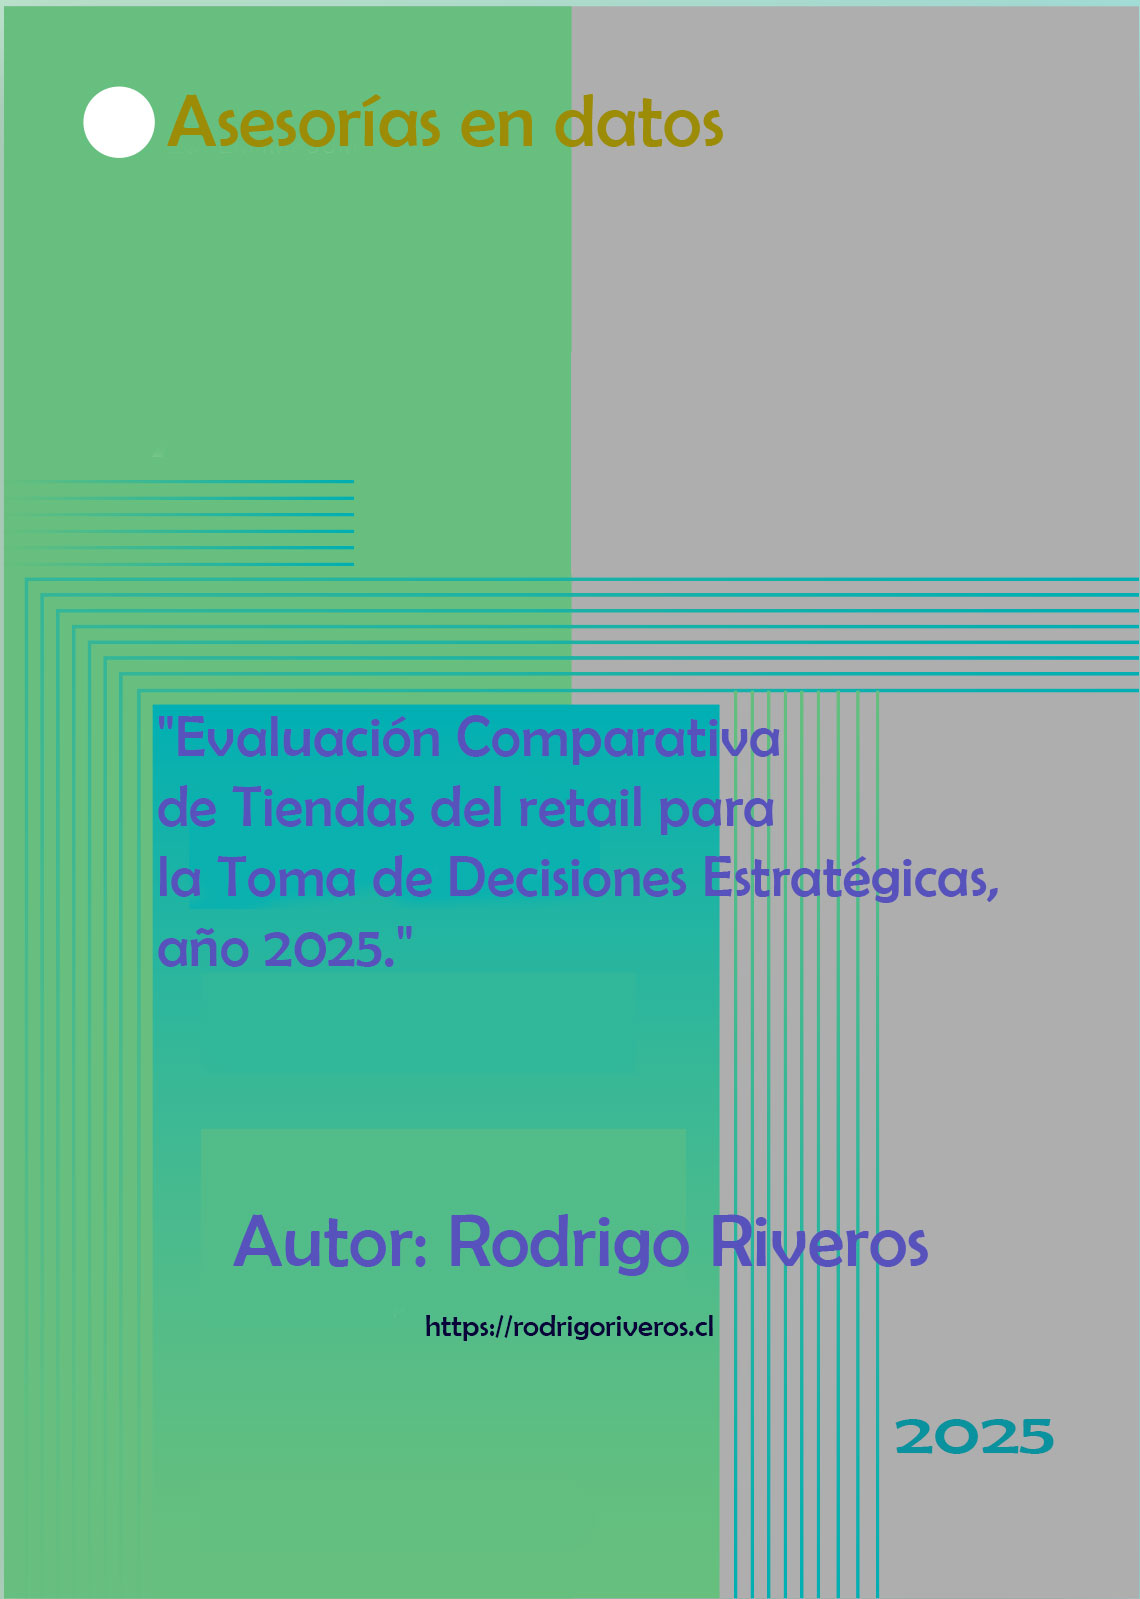 Asesorías en datos
"Evaluación Comparativa
de Tiendas del retail para
la Toma de Decisiones Estratégicas,
año 2025."
Autor: Rodrigo Riveros
https://rodrigoriveros.cl
2025